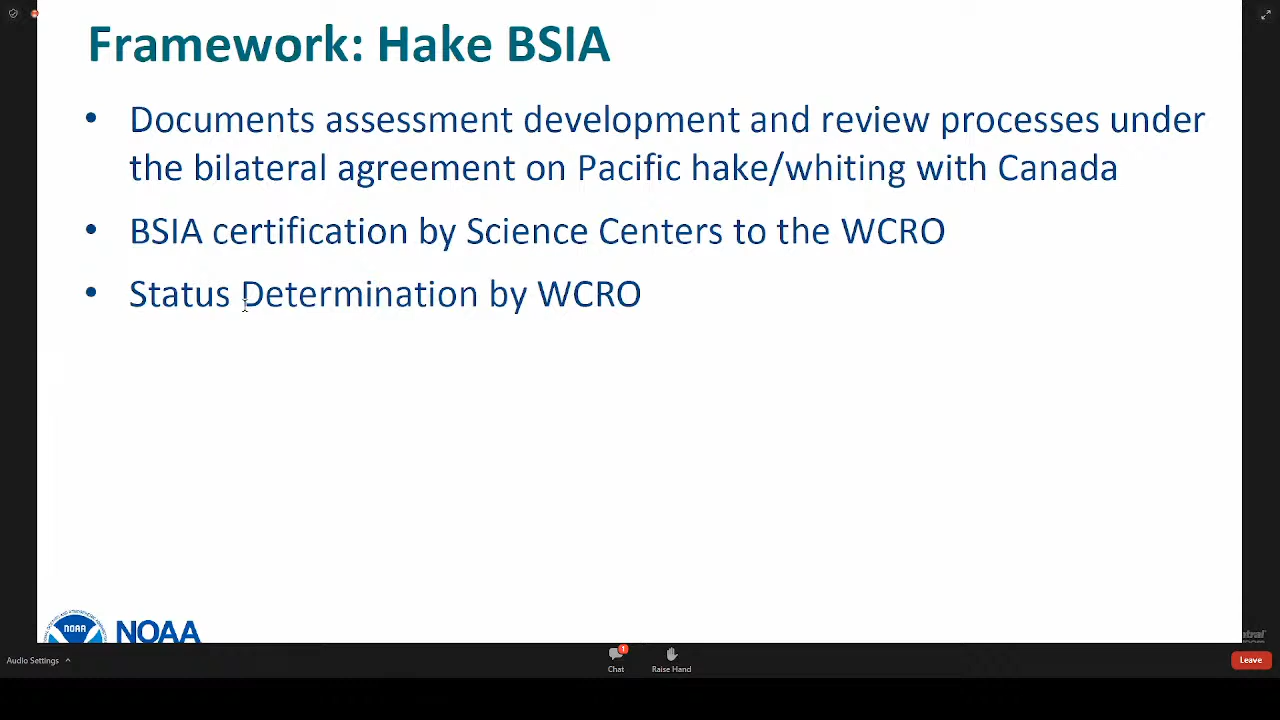 Framework: Hake BSIA
• Documents assessment development and review processes under
the bilateral agreement on Pacific hake/whiting with Canada
• BSIA certification by Science Centers to the WCRO
• Status Determination by WCRO
NOAA
NOAA
Audio Settings
1
Chat
Raise Hand
Leave